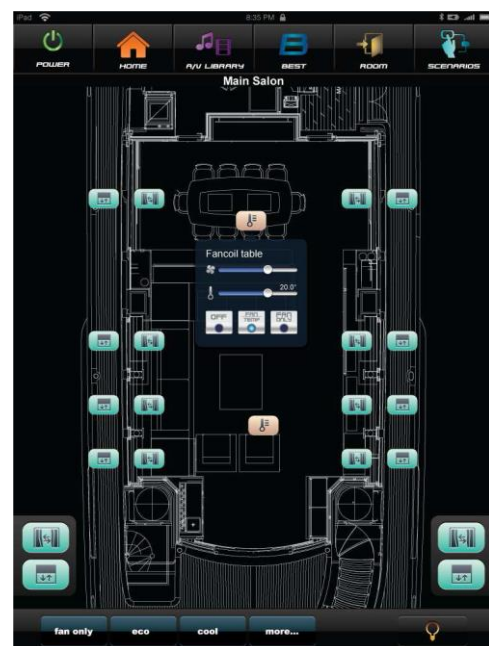 iPad 8:35 PM
POWER HOME A/V LIBRARY BEST ROOM SCENARIOS
Main Salon
Fancoil table
20.0°
OFF FAN TEMP FAN ONLY
fan only eco cool more...